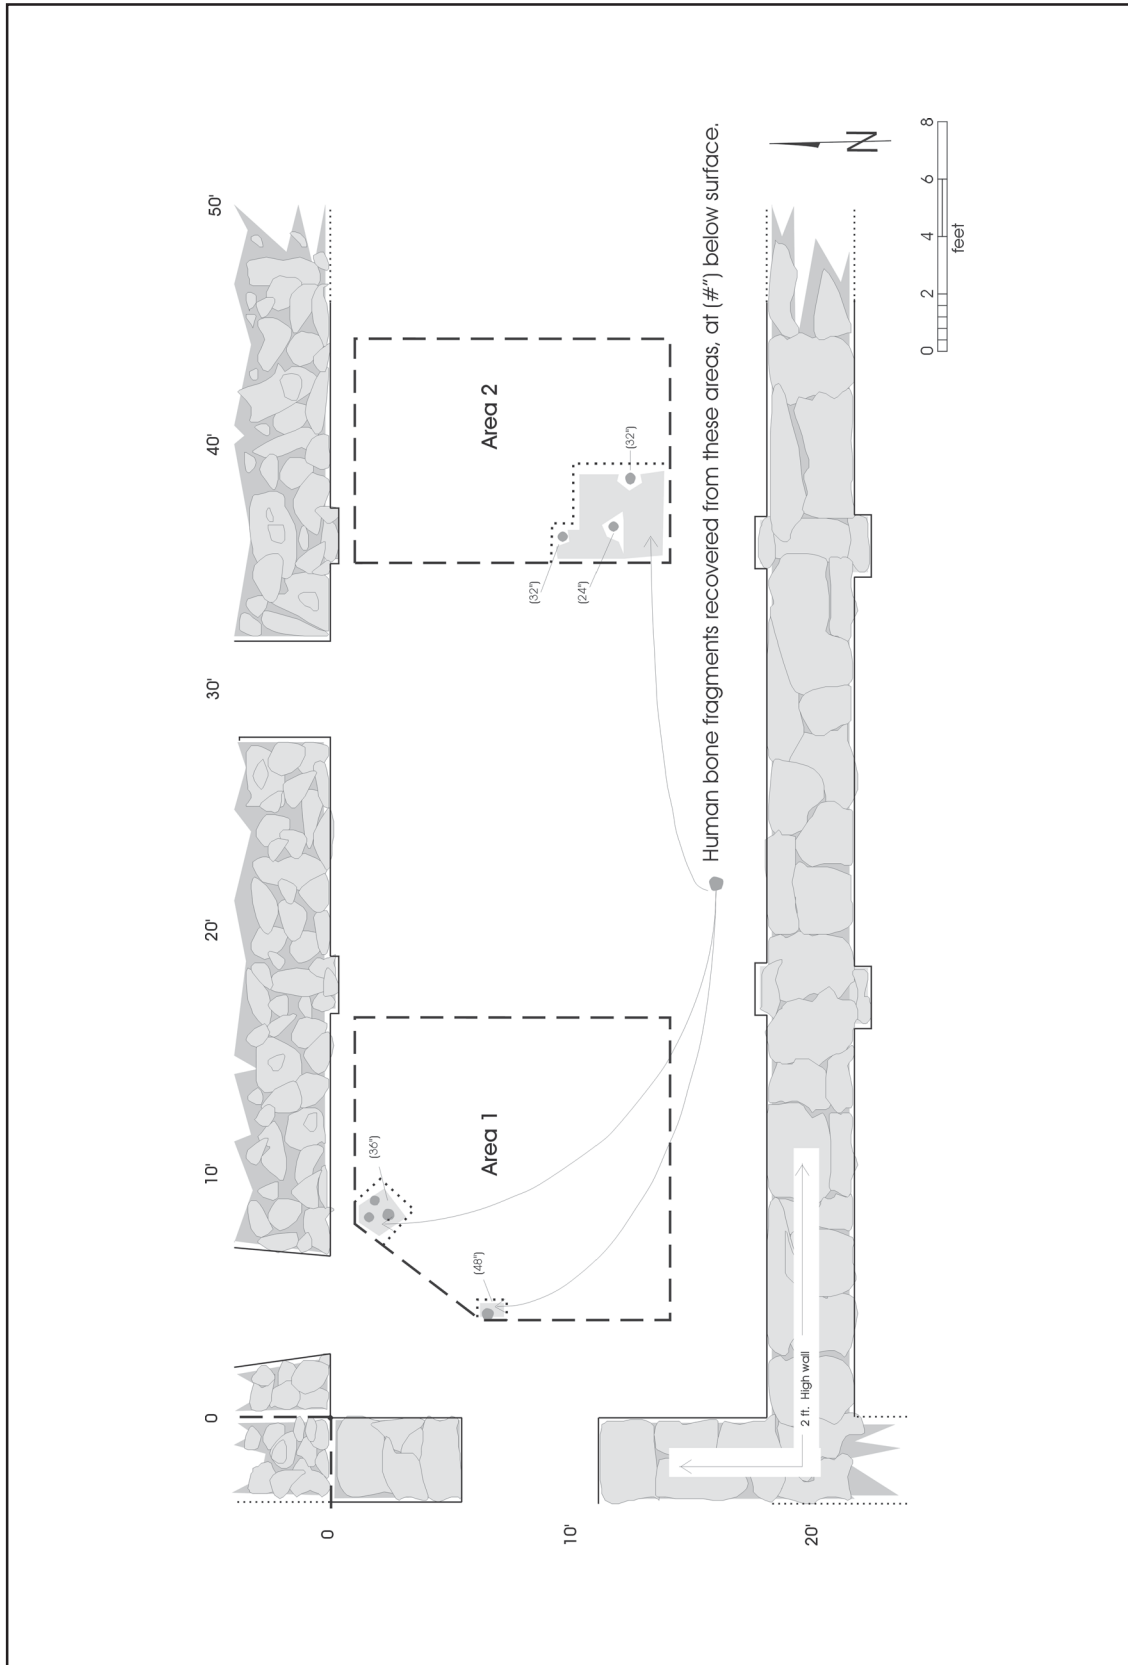 0
10'
20'
30'
40'
50'
0
10'
20'
Area 1
(36")
(48")
Area 2
(32")
(24")
(32")
Human bone fragments recovered from these areas, at (#") below surface.
2 ft. High wall
N
0 2 4 6 8
feet